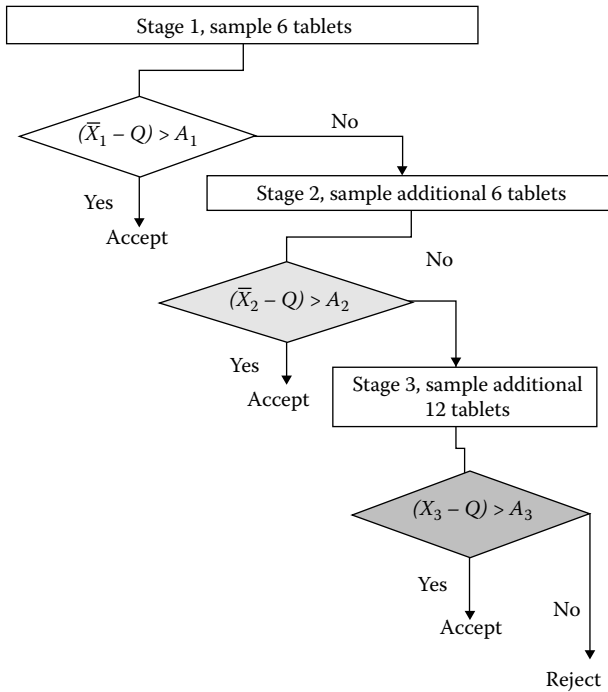 Stage 1, sample 6 tablets
(X̄₁ – Q) > A₁
No
Yes
Accept
Stage 2, sample additional 6 tablets
No
(X̄₂ – Q) > A₂
Yes
Accept
Stage 3, sample additional
12 tablets
(X₃ – Q) > A₃
Yes
No
Accept
Reject